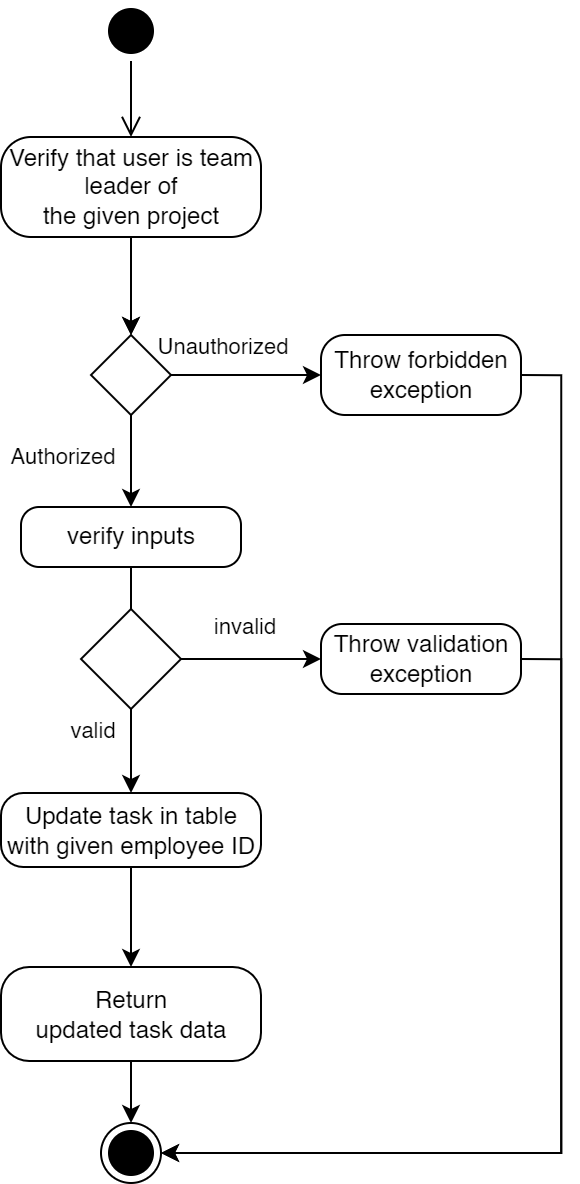 Verify that user is team
leader of
the given project
Unauthorized
Throw forbidden
exception
Authorized
verify inputs
invalid
Throw validation
exception
valid
Update task in table
with given employee ID
Return
updated task data